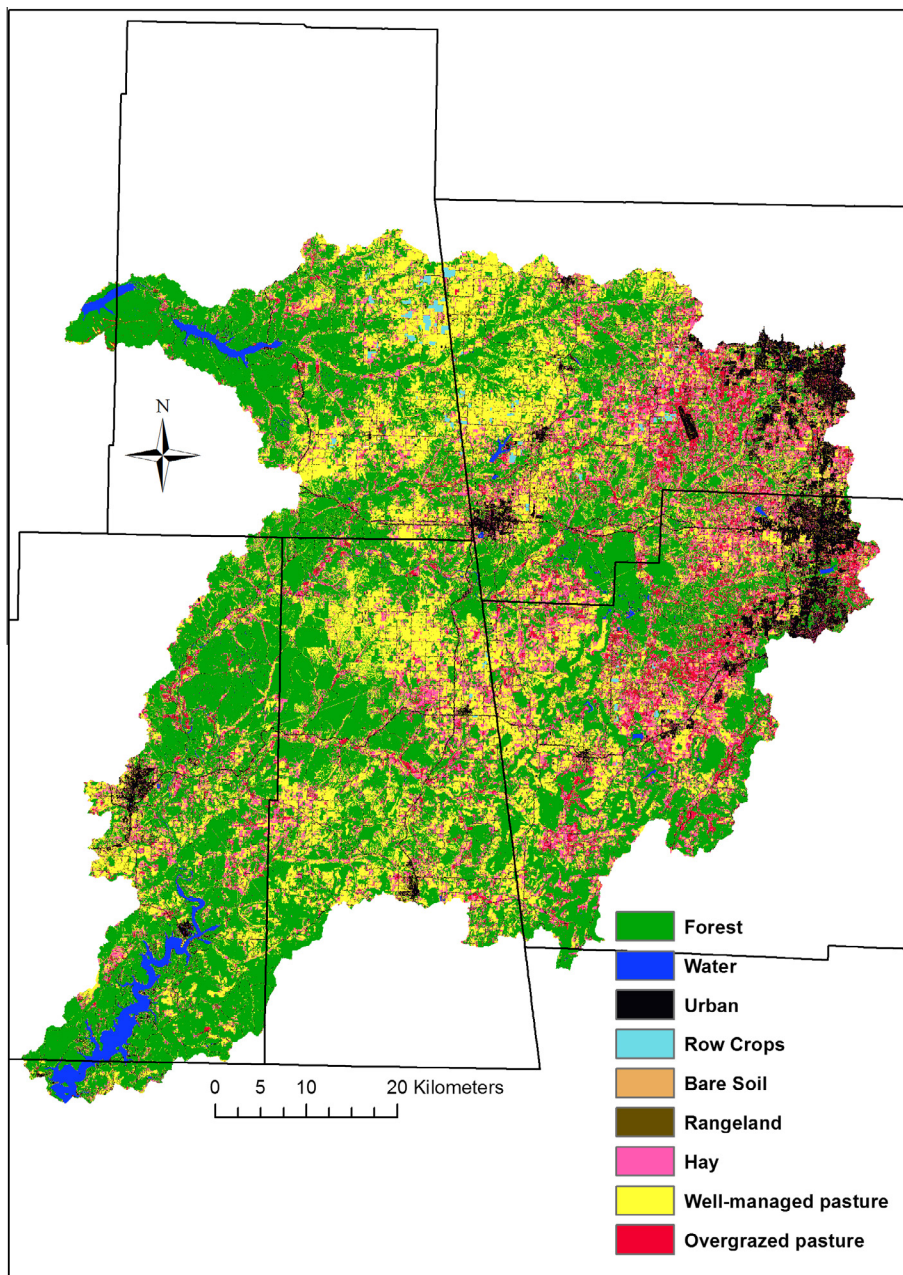 N
Forest
Water
Urban
Row Crops
Bare Soil
Rangeland
Hay
Well-managed pasture
Overgrazed pasture
0 5 10 20 Kilometers